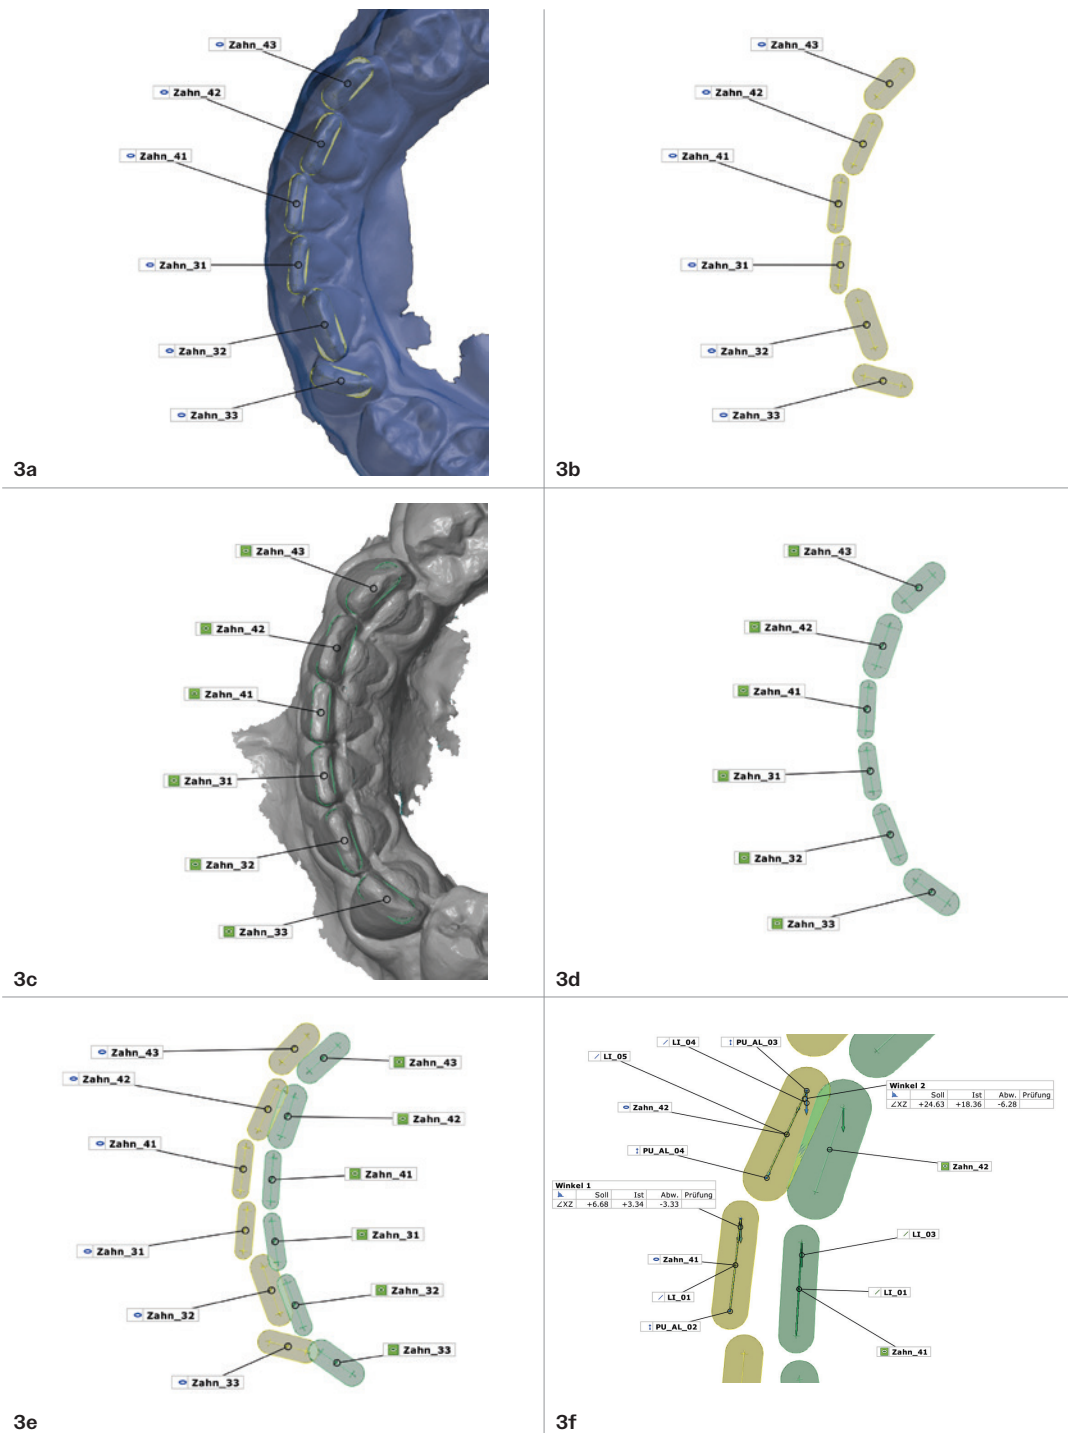 Zahn_43
Zahn_42
Zahn_41
Zahn_31
Zahn_32
Zahn_33
3a
Zahn_43
Zahn_42
Zahn_41
Zahn_31
Zahn_32
Zahn_33
3b
Zahn_43
Zahn_42
Zahn_41
Zahn_31
Zahn_32
Zahn_33
3c
Zahn_43
Zahn_42
Zahn_41
Zahn_31
Zahn_32
Zahn_33
3d
Zahn_43
Zahn_43
Zahn_42
Zahn_42
Zahn_41
Zahn_41
Zahn_31
Zahn_31
Zahn_32
Zahn_32
Zahn_33
Zahn_33
3e
LI_04
PU_AL_03
LI_05
Winkel 2
Soll Ist Abw. Prüfung
∠XZ +24.63 +18.36 -6.28
Zahn_42
PU_AL_04
Zahn_42
Winkel 1
Soll Ist Abw. Prüfung
∠XZ +6.68 +3.34 -3.33
LI_03
Zahn_41
LI_01
LI_01
PU_AL_02
Zahn_41
3f